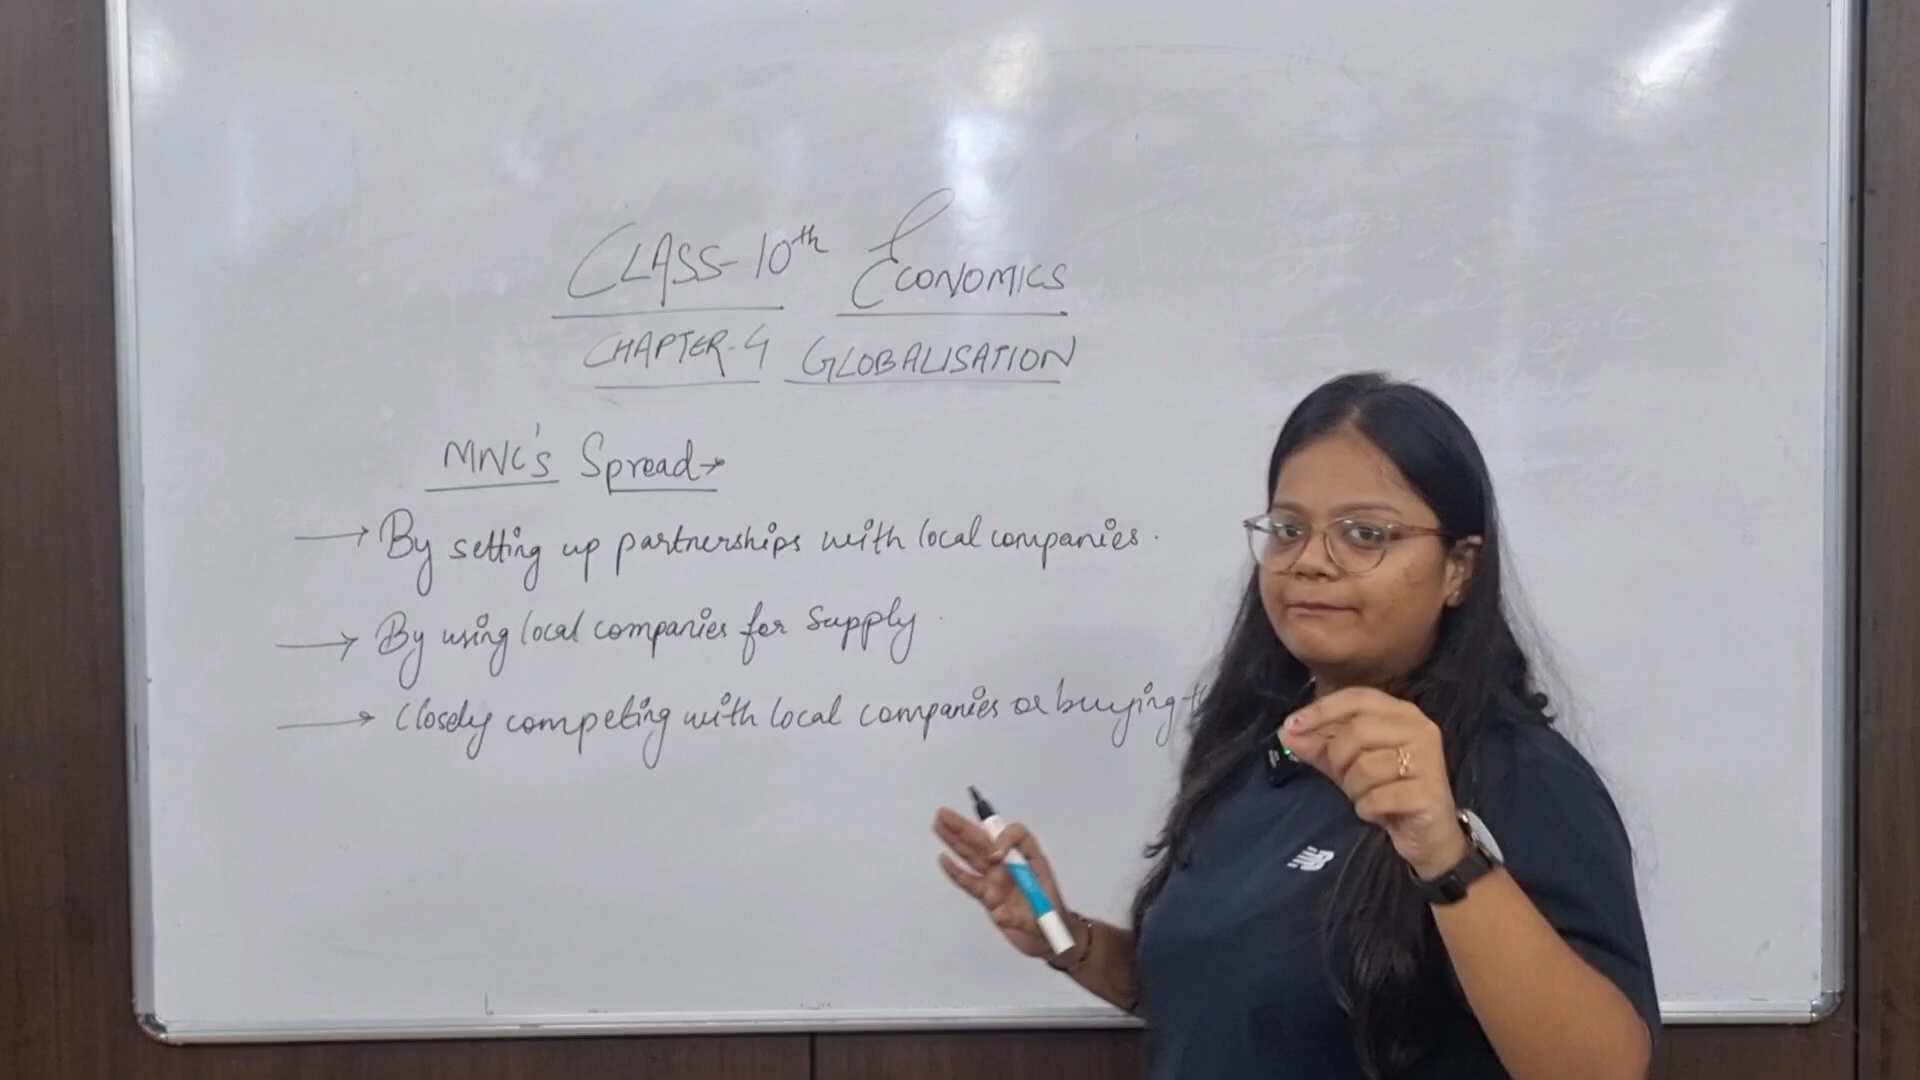 CLASS-10th ECONOMICS
CHAPTER-4 GLOBALISATION
MNC's Spread→
→ By setting up partnerships with local companies.
→ By using local companies for Supply
→ Closely competing with local companies or buying